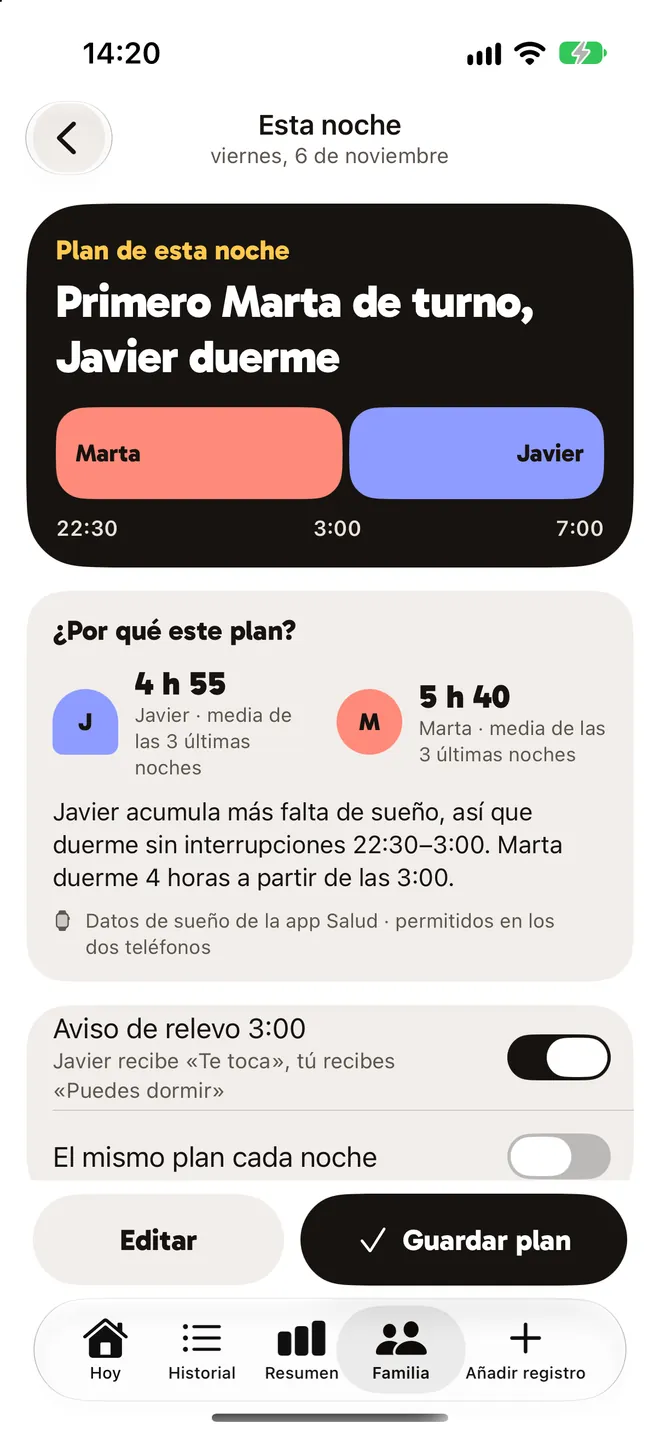 14:20
Esta noche
viernes, 6 de noviembre
Plan de esta noche
Primero Marta de turno,
Javier duerme
Marta
Javier
22:30
3:00
7:00
¿Por qué este plan?
J
4 h 55
Javier · media de
las 3 últimas
noches
M
5 h 40
Marta · media de las
3 últimas noches
Javier acumula más falta de sueño, así que
duerme sin interrupciones 22:30–3:00. Marta
duerme 4 horas a partir de las 3:00.
Datos de sueño de la app Salud · permitidos en los
dos teléfonos
Aviso de relevo 3:00
Javier recibe «Te toca», tú recibes
«Puedes dormir»
El mismo plan cada noche
Editar
Guardar plan
Hoy
Historial
Resumen
Familia
Añadir registro